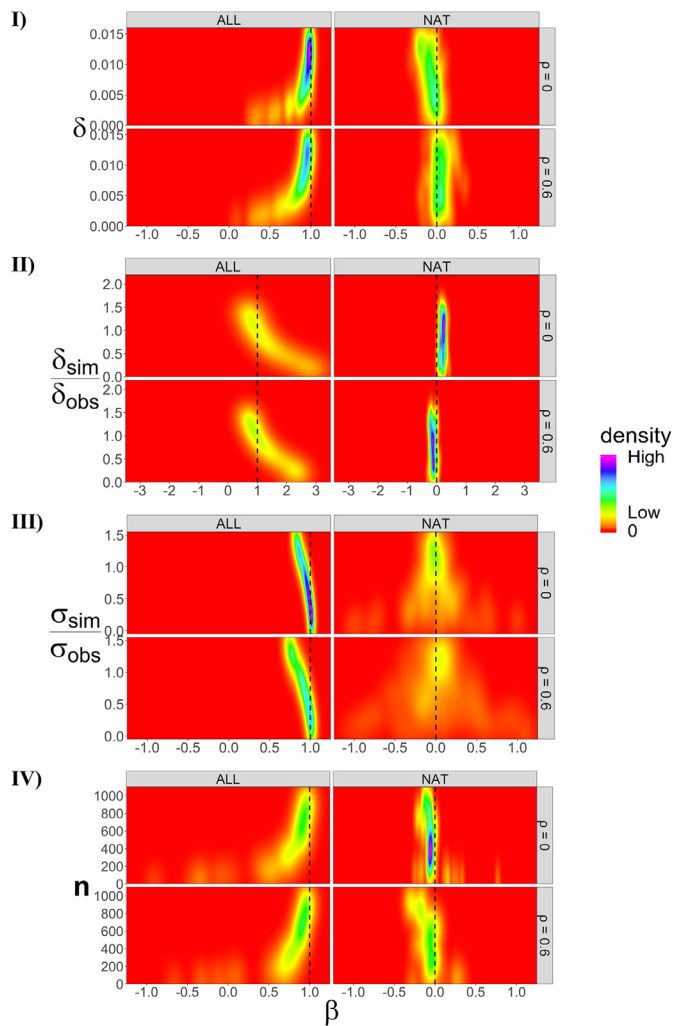 I)
ALL NAT
0.015
0.010
0.005
0.000
ρ = 0
δ
0.015
0.010
0.005
0.000
ρ = 0.6
-1.0 -0.5 0.0 0.5 1.0 -1.0 -0.5 0.0 0.5 1.0
II)
ALL NAT
2.0
1.5
1.0
0.5
0.0
ρ = 0
δsim
δobs
2.0
1.5
1.0
0.5
0.0
ρ = 0.6
-3 -2 -1 0 1 2 3 -3 -2 -1 0 1 2 3
density
High
Low
0
III)
ALL NAT
1.5
1.0
0.5
0.0
ρ = 0
σsim
σobs
1.5
1.0
0.5
0.0
ρ = 0.6
-1.0 -0.5 0.0 0.5 1.0 -1.0 -0.5 0.0 0.5 1.0
IV)
ALL NAT
1000
800
600
400
200
0
ρ = 0
n
1000
800
600
400
200
0
ρ = 0.6
-1.0 -0.5 0.0 0.5 1.0 -1.0 -0.5 0.0 0.5 1.0
β